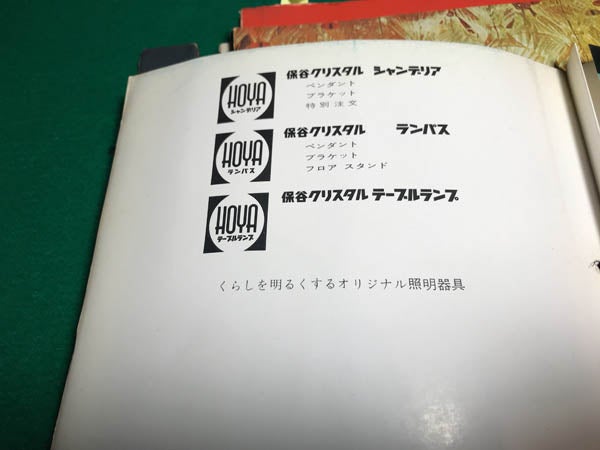 HOYA
シャンデリア
保谷クリスタル シャンデリア
ペンダント
ブラケット
特別注文
HOYA
ランパス
保谷クリスタル ランパス
ペンダント
ブラケット
フロア スタンド
HOYA
テーブルランプ
保谷クリスタル テーブルランプ
くらしを明るくするオリジナル照明器具